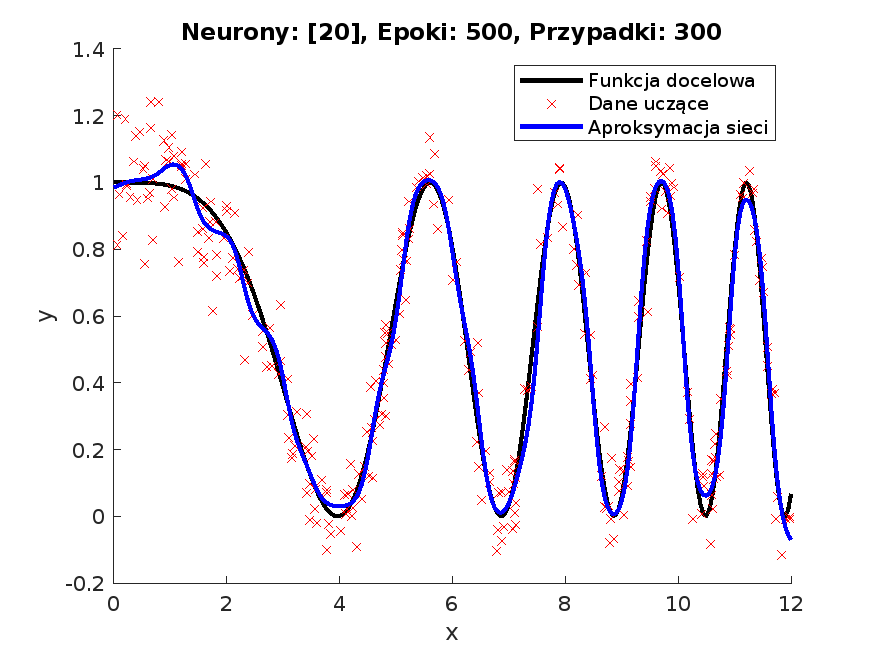 Neurony: [20], Epoki: 500, Przypadki: 300
Funkcja docelowa
Dane uczące
Aproksymacja sieci
1.4
1.2
1
0.8
0.6
0.4
0.2
0
-0.2
y
0 2 4 6 8 10 12
x